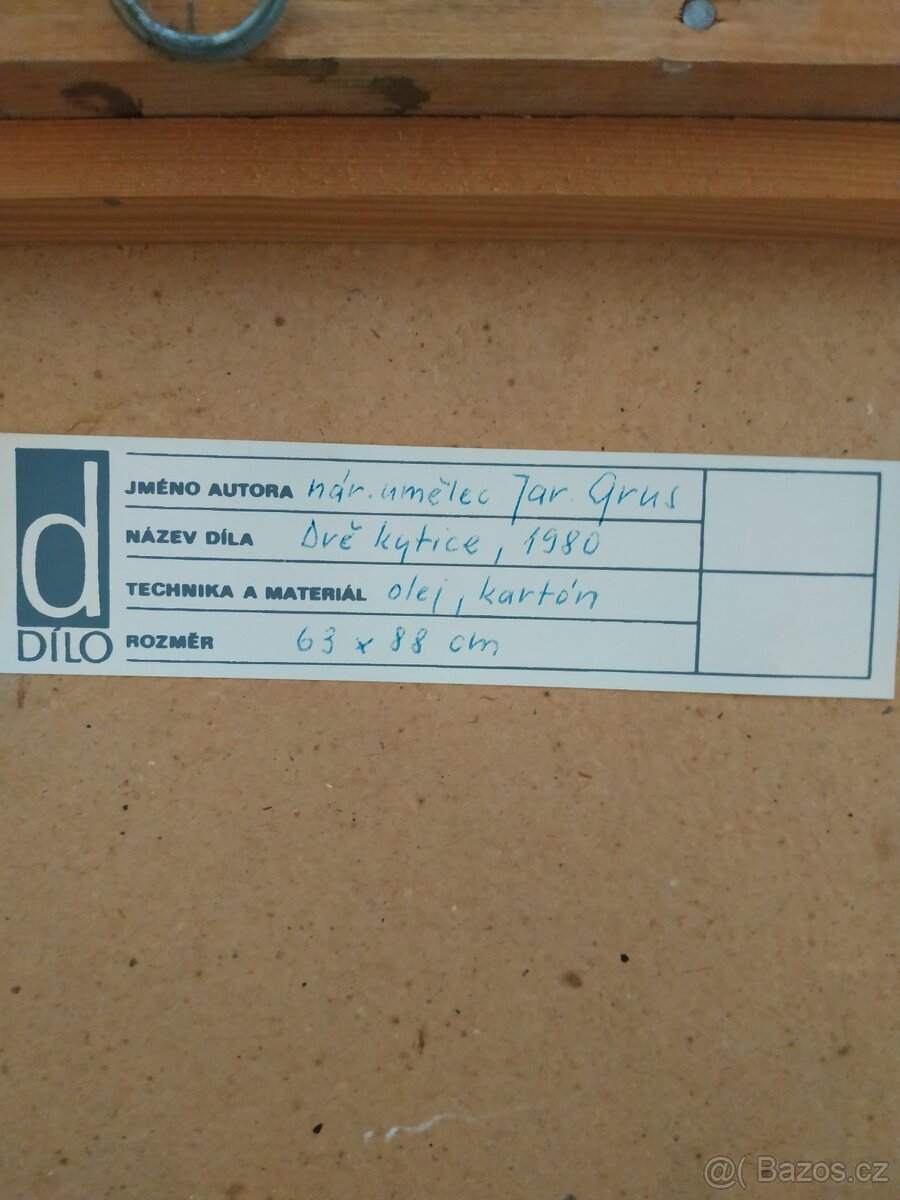 d
DÍLO
JMÉNO AUTORA nár. umělec Jar. Grus
NÁZEV DÍLA Dvě kytice, 1980
TECHNIKA A MATERIÁL olej, kartón
ROZMĚR 63 x 88 cm
@( Bazos.cz